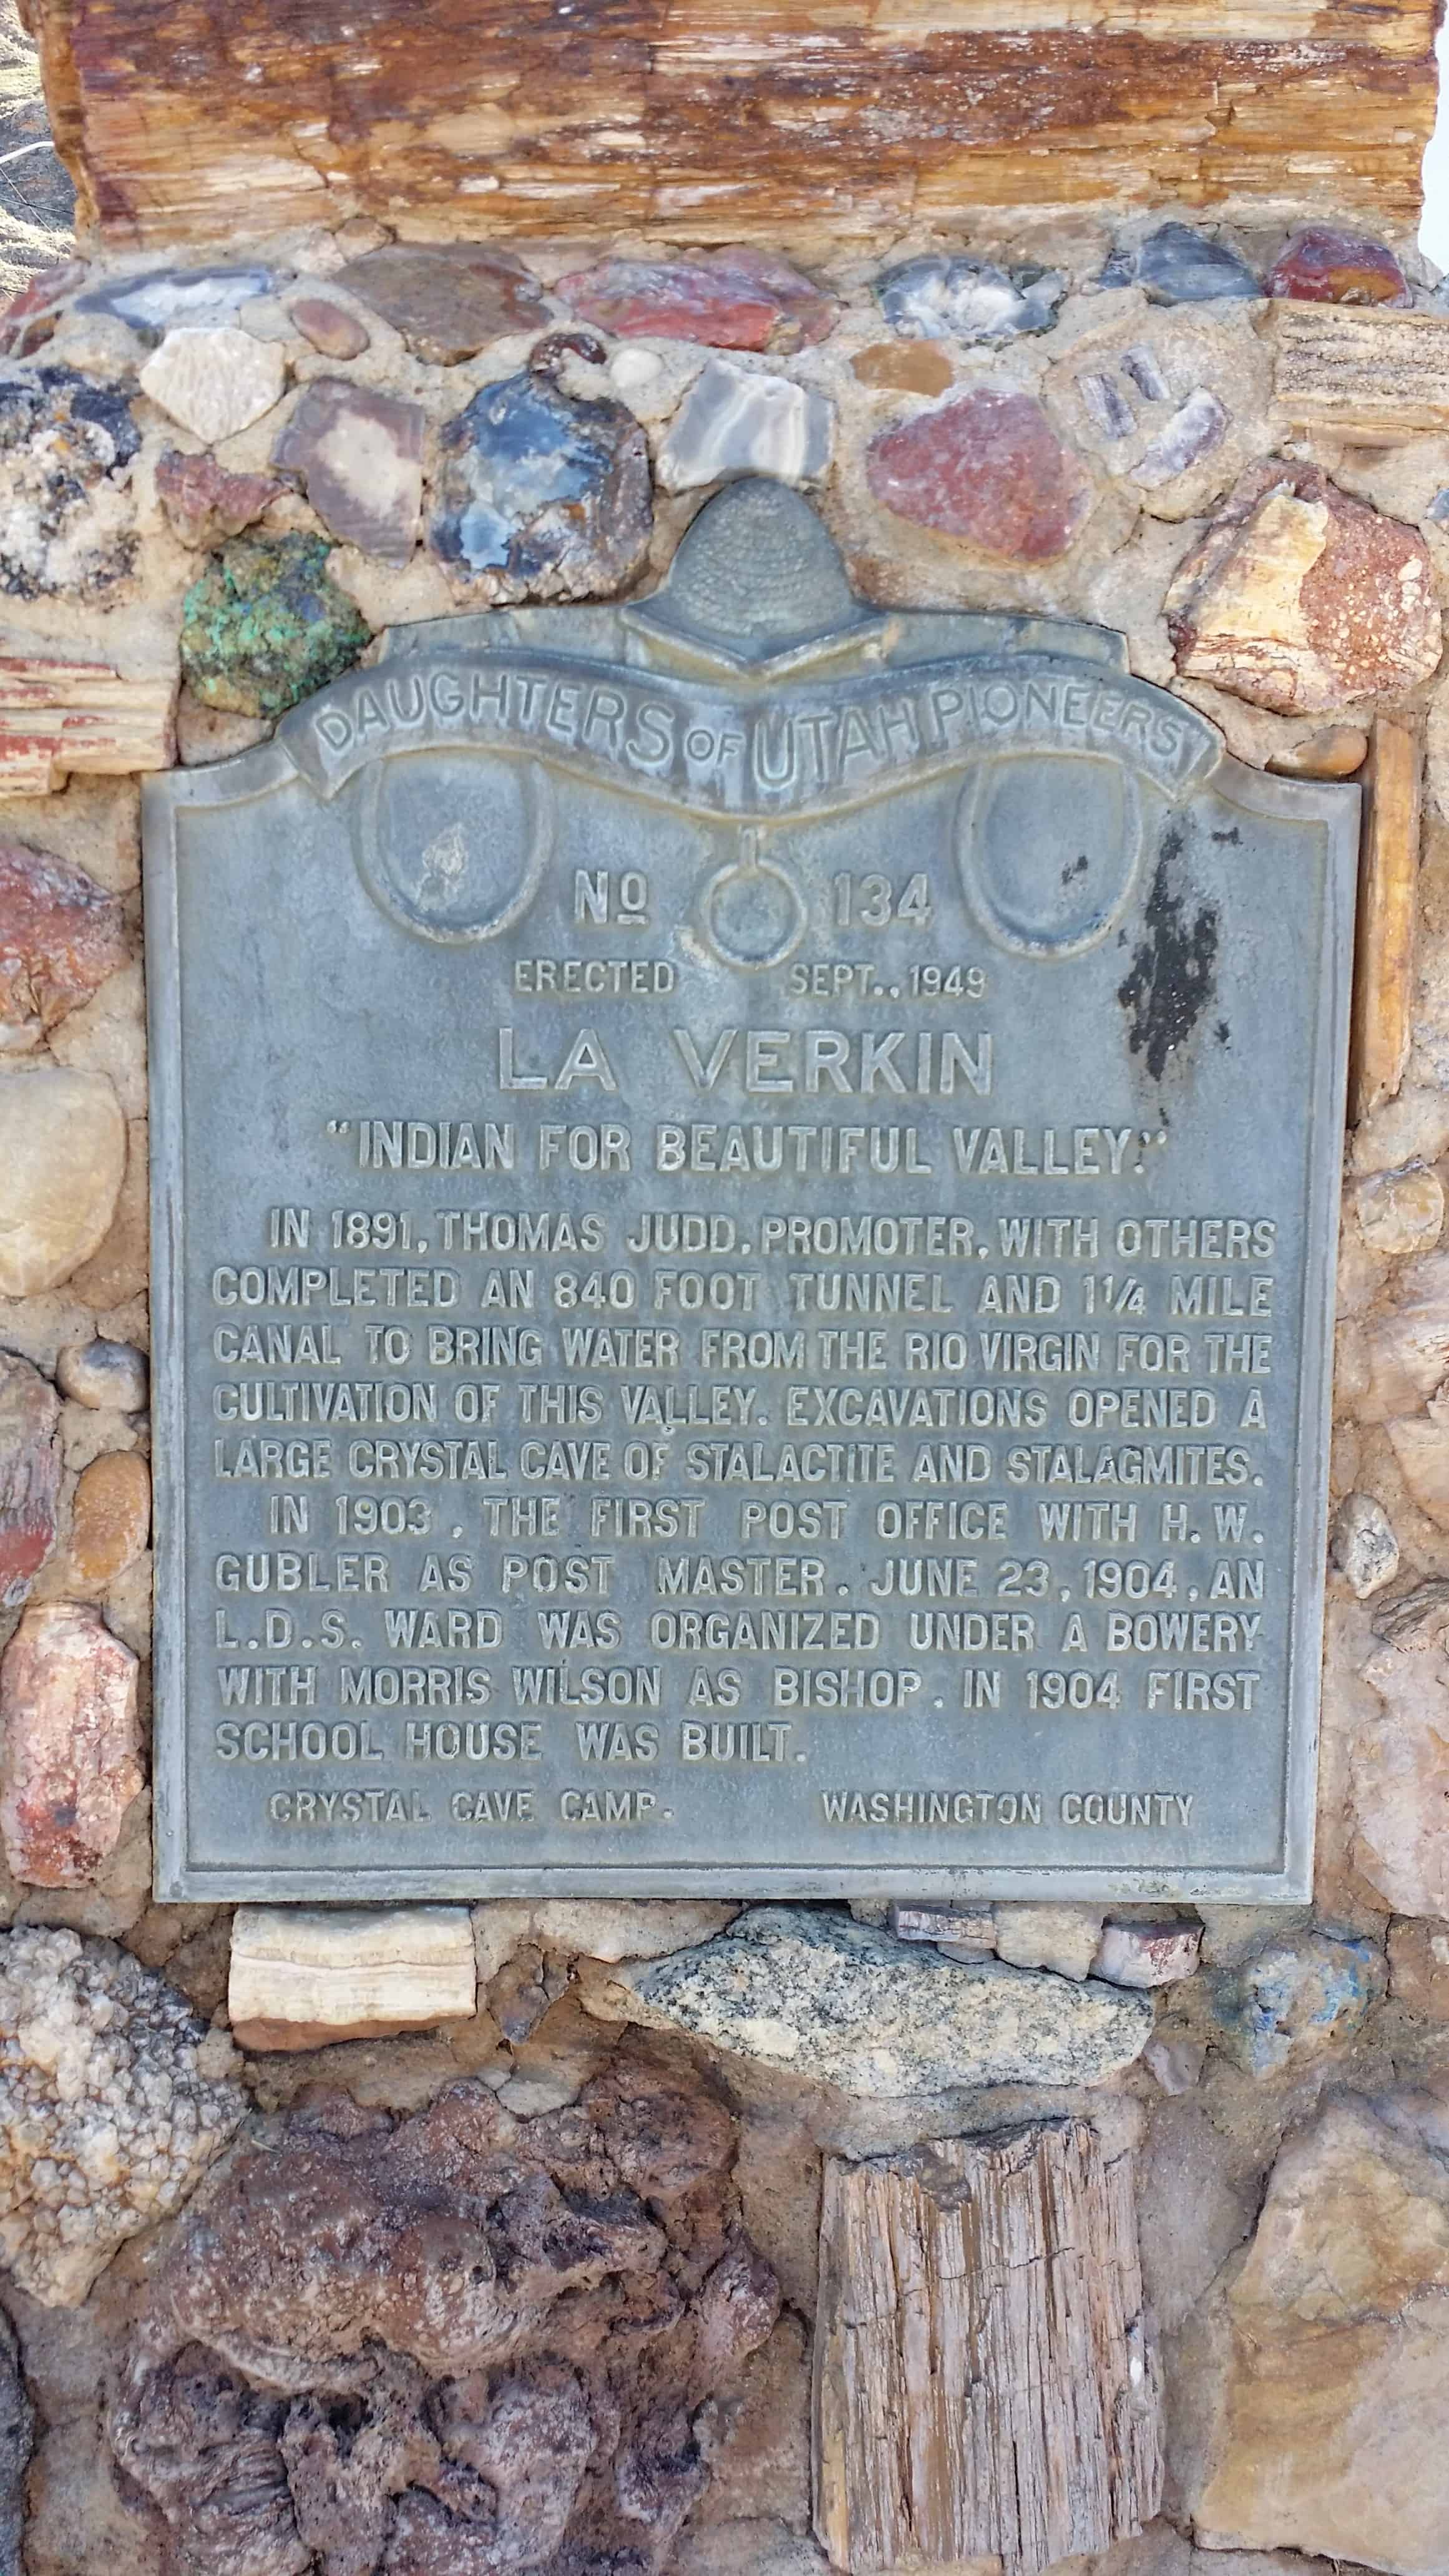 DAUGHTERS OF UTAH PIONEERS
No 134
ERECTED SEPT., 1949
LA VERKIN
"INDIAN FOR BEAUTIFUL VALLEY."
IN 1891, THOMAS JUDD, PROMOTER, WITH OTHERS
COMPLETED AN 840 FOOT TUNNEL AND 1 1/4 MILE
CANAL TO BRING WATER FROM THE RIO VIRGIN FOR THE
CULTIVATION OF THIS VALLEY. EXCAVATIONS OPENED A
LARGE CRYSTAL CAVE OF STALACTITE AND STALAGMITES.
IN 1903, THE FIRST POST OFFICE WITH H. W.
GUBLER AS POST MASTER. JUNE 23, 1904, AN
L.D.S. WARD WAS ORGANIZED UNDER A BOWERY
WITH MORRIS WILSON AS BISHOP. IN 1904 FIRST
SCHOOL HOUSE WAS BUILT.
CRYSTAL CAVE CAMP. WASHINGTON COUNTY